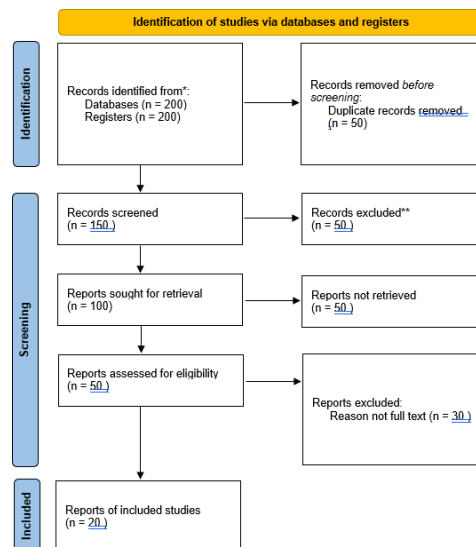 Identification of studies via databases and registers
Identification
Records identified from*:
Databases (n = 200)
Registers (n = 200)
Records removed before
screening:
Duplicate records removed
(n = 50)
Screening
Records screened
(n = 150 )
Records excluded**
(n = 50 )
Reports sought for retrieval
(n = 100)
Reports not retrieved
(n = 50 )
Reports assessed for eligibility
(n = 50 )
Reports excluded:
Reason not full text (n = 30 )
Included
Reports of included studies
(n = 20 )